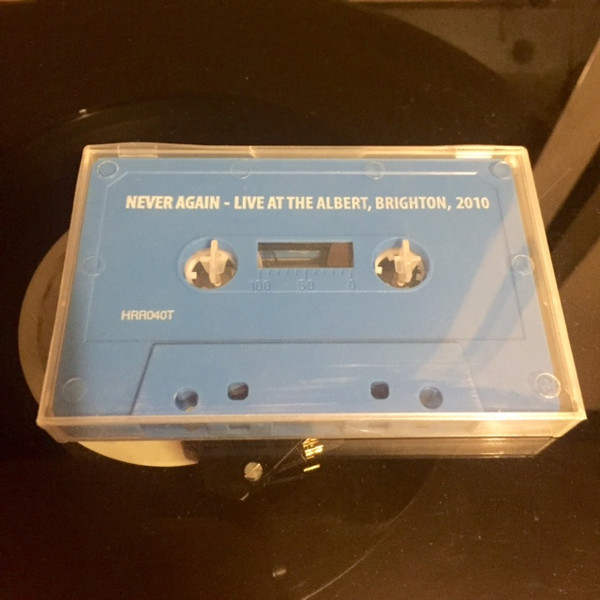 NEVER AGAIN - LIVE AT THE ALBERT, BRIGHTON, 2010
100 50 0
HRR040T